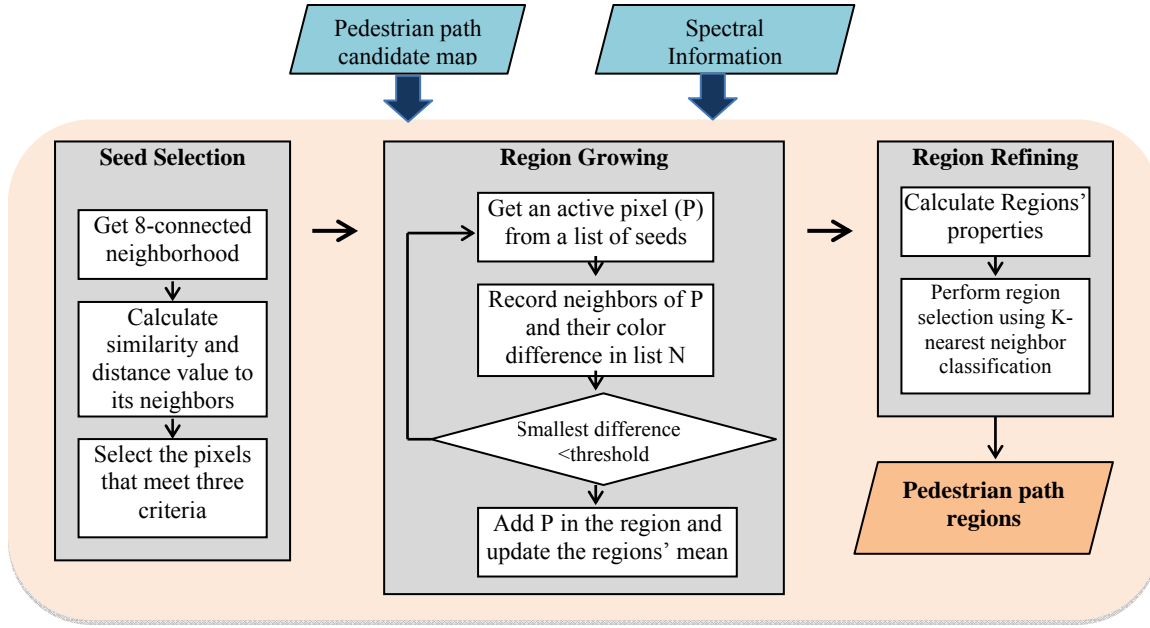 Pedestrian path
candidate map
Spectral
Information
Seed Selection
Get 8-connected
neighborhood
Calculate
similarity and
distance value to
its neighbors
Select the pixels
that meet three
criteria
Region Growing
Get an active pixel (P)
from a list of seeds
Record neighbors of P
and their color
difference in list N
Smallest difference
<threshold
Add P in the region and
update the regions' mean
Region Refining
Calculate Regions'
properties
Perform region
selection using K-
nearest neighbor
classification
Pedestrian path
regions